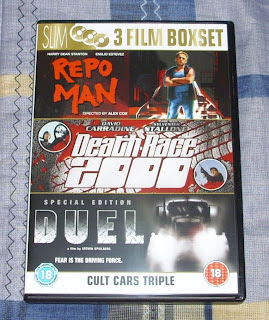 SLIM 3 FILM BOXSET
HARRY DEAN STANTON EMILIO ESTEVEZ
REPO
MAN
DIRECTED BY ALEX COX
DAVID CARRADINE SYLVESTER STALLONE
Death Race
2000
SPECIAL EDITION
DUEL
a film by STEVEN SPIELBERG
FEAR IS THE DRIVING FORCE.
18 18
CULT CARS TRIPLE